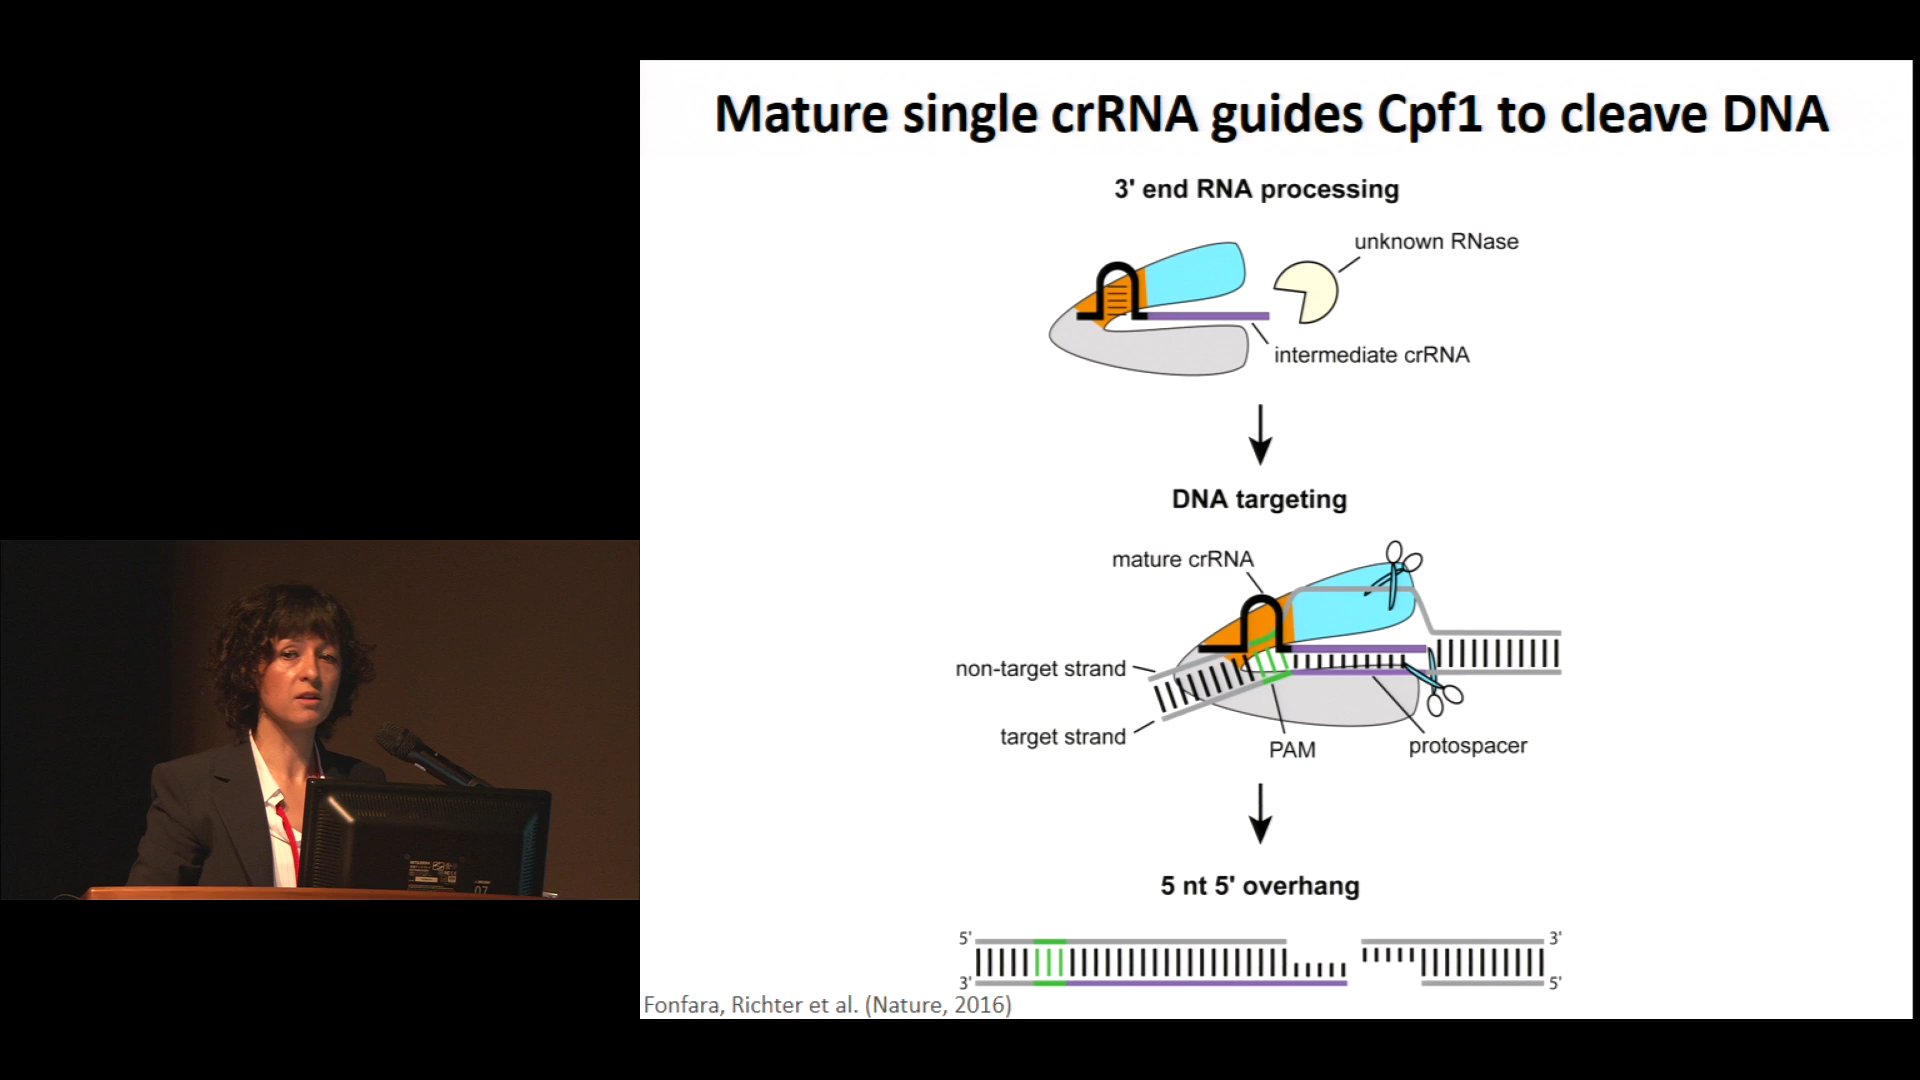 Mature single crRNA guides Cpf1 to cleave DNA
3' end RNA processing
unknown RNase
intermediate crRNA
DNA targeting
mature crRNA
non-target strand
target strand
PAM
protospacer
5 nt 5' overhang
5' 3'
3' 5'
Fonfara, Richter et al. (Nature, 2016)
07